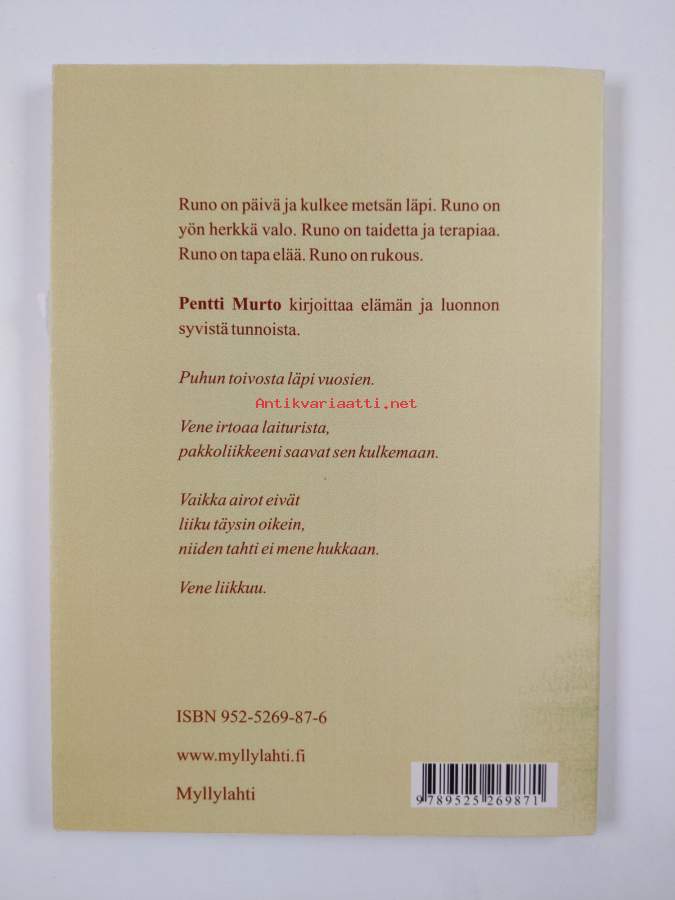 Runo on päivä ja kulkee metsän läpi. Runo on
yön herkkä valo. Runo on taidetta ja terapiaa.
Runo on tapa elää. Runo on rukous.
Pentti Murto kirjoittaa elämän ja luonnon
syvistä tunnoista.
Puhun toivosta läpi vuosien.
Antikvariaatti.net
Vene irtoaa laiturista,
pakkoliikkeeni saavat sen kulkemaan.
Vaikka airot eivät
liiku täysin oikein,
niiden tahti ei mene hukkaan.
Vene liikkuu.
ISBN 952-5269-87-6
www.myllylahti.fi
Myllylahti
9 789525 269871